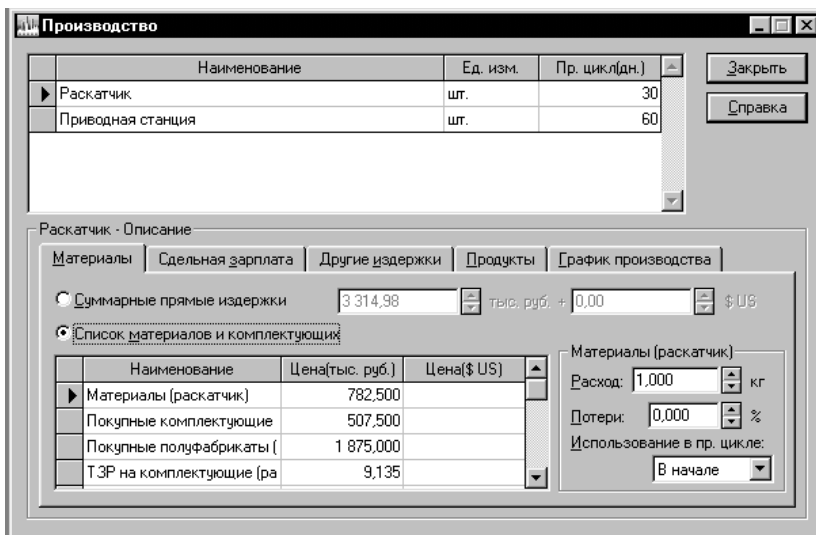 Производство
Наименование Ед. изм. Пр. цикл(дн.)
Закрыть
Раскатчик шт. 30
Справка
Приводная станция шт. 60
Раскатчик - Описание
Материалы Сдельная зарплата Другие издержки Продукты График производства
Суммарные прямые издержки 3 314,98 тыс. руб. + 0,00 $ US
Список материалов и комплектующих
Материалы (раскатчик)
Наименование Цена(тыс. руб.) Цена($ US)
Расход: 1,000 кг
Материалы (раскатчик) 782,500
Покупные комплектующие 507,500
Потери: 0,000 %
Покупные полуфабрикаты ( 1 875,000
Использование в пр. цикле:
ТЗР на комплектующие (ра 9,135
В начале